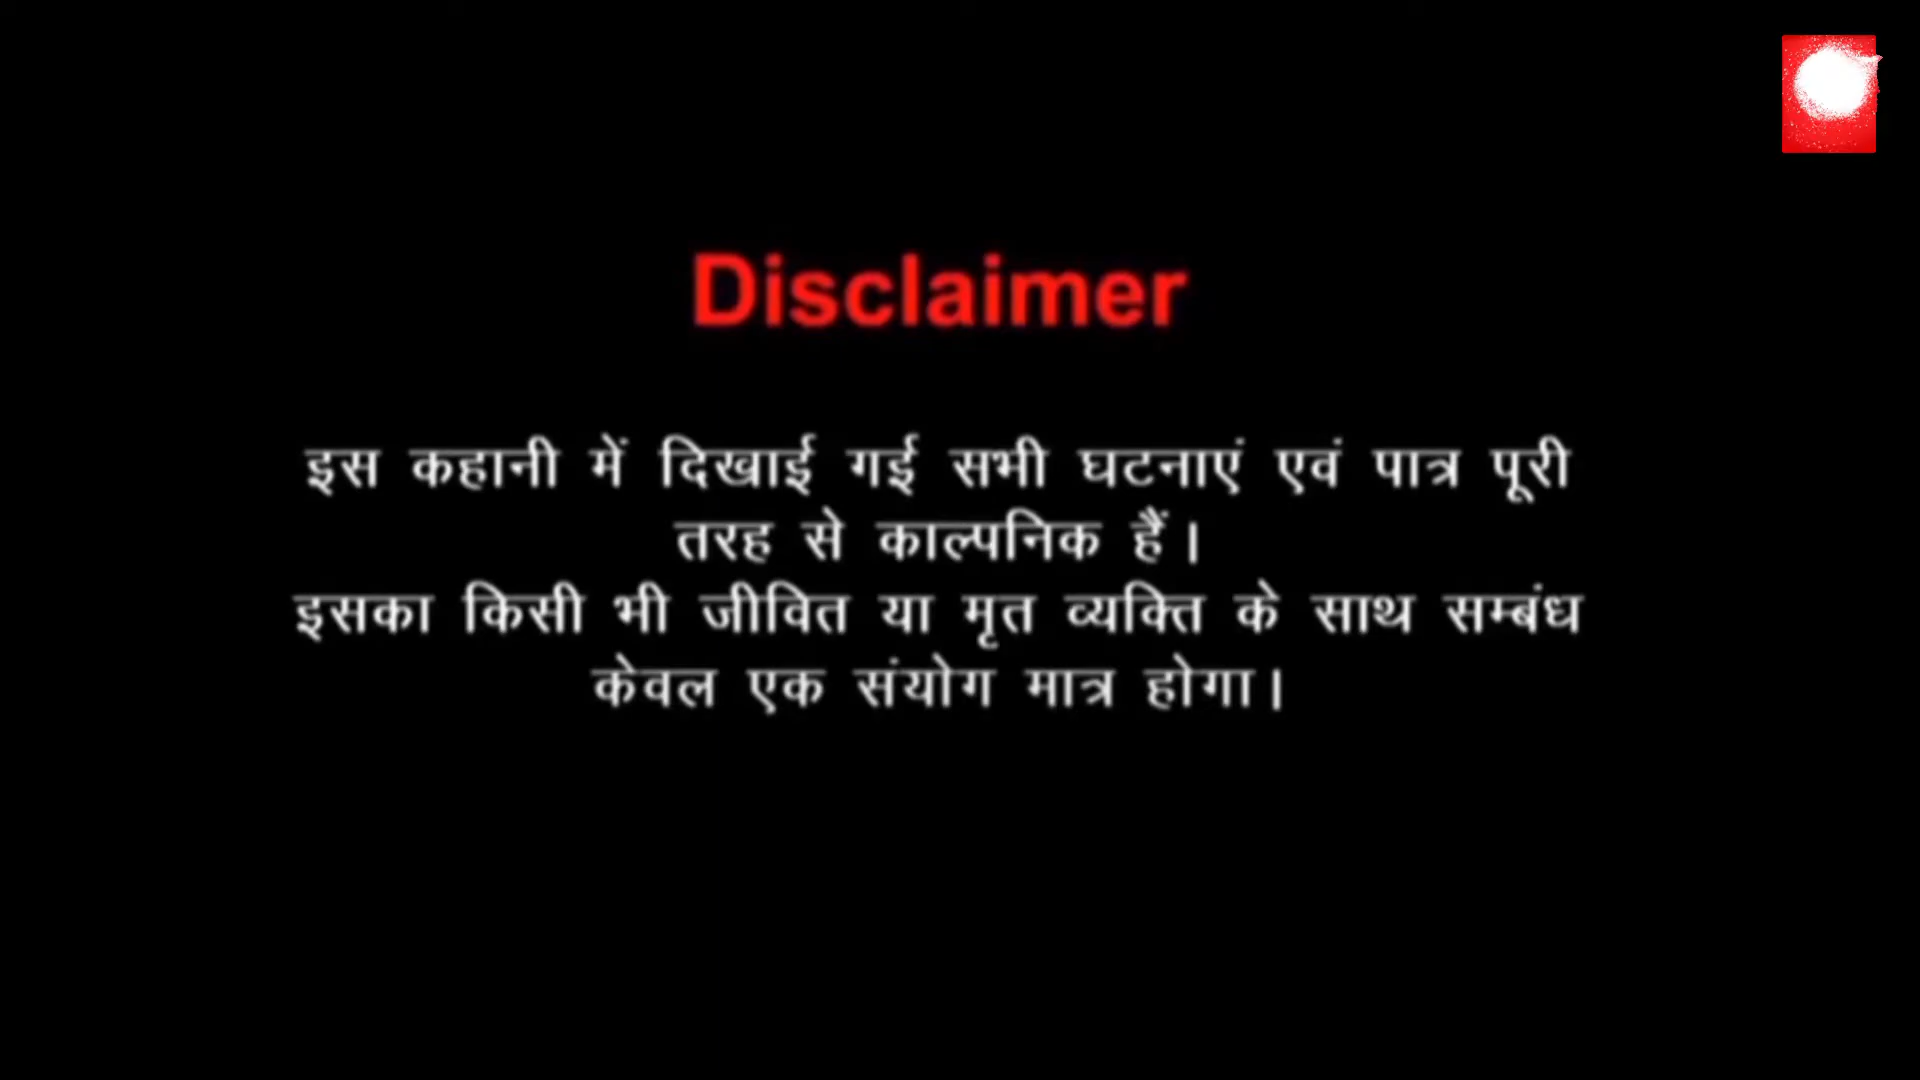 Disclaimer
इस कहानी में दिखाई गई सभी घटनाएं एवं पात्र पूरी
तरह से काल्पनिक हैं।
इसका किसी भी जीवित या मृत व्यक्ति के साथ सम्बंध
केवल एक संयोग मात्र होगा।